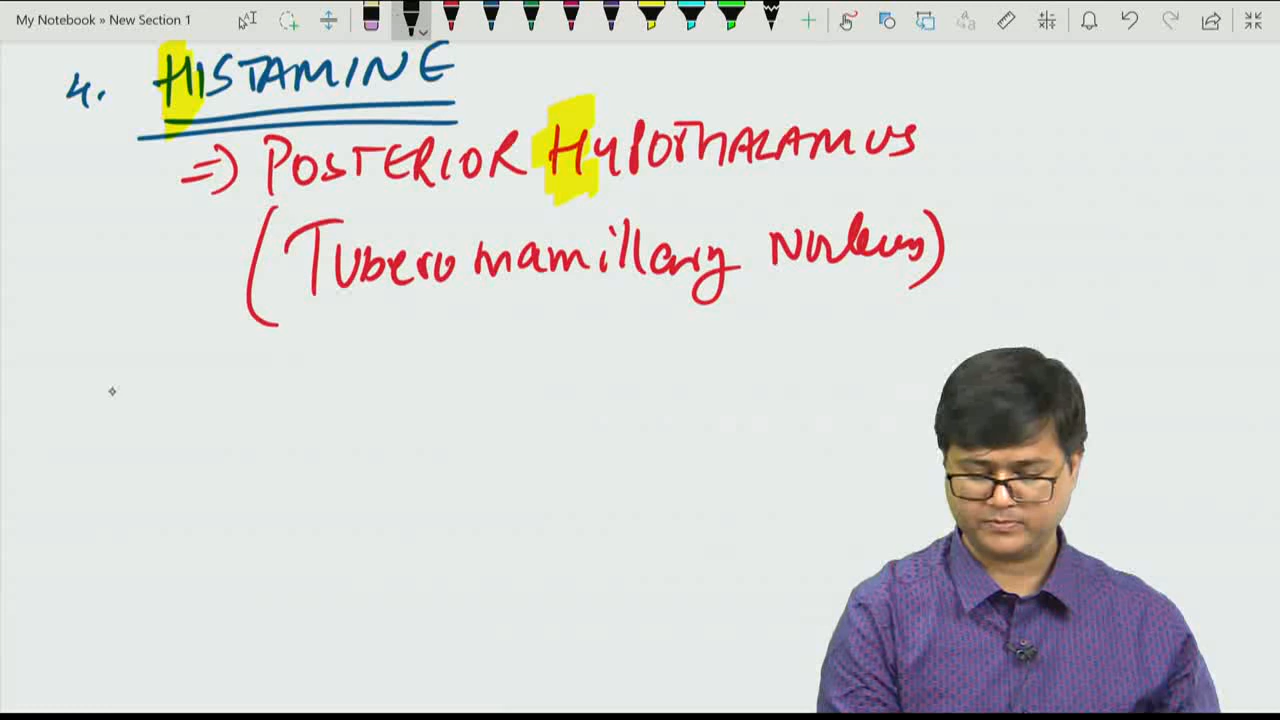 My Notebook » New Section 1
4. HISTAMINE
=> POSTERIOR HYPOTHALAMUS
(Tuberomamillary Nucleus)